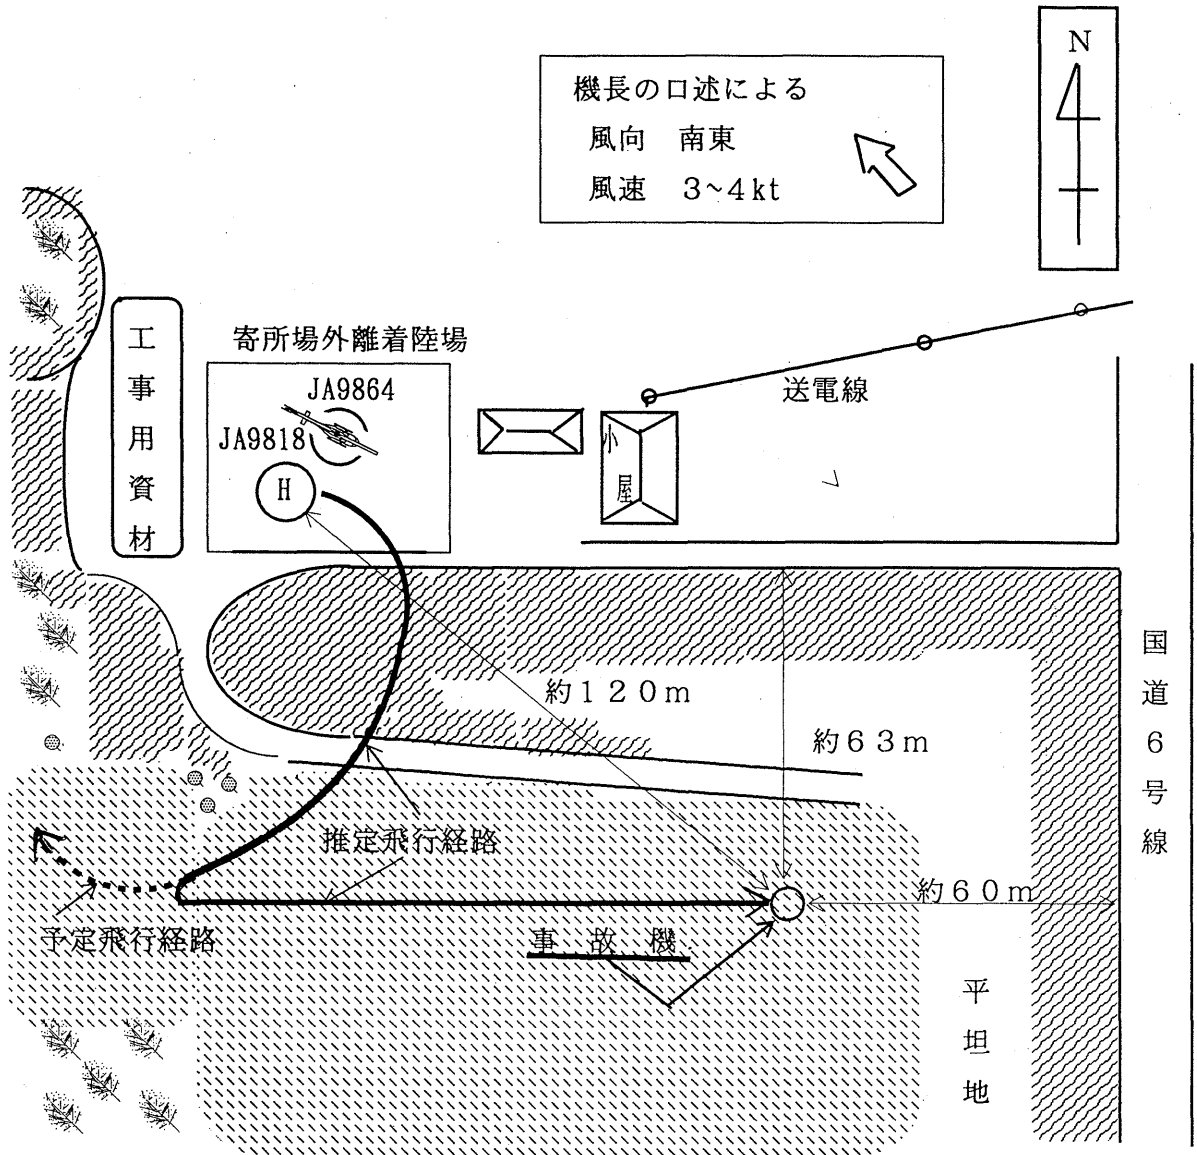 N
機長の口述による
風向 南東
風速 3~4kt
工事用資材
寄所場外離着陸場
JA9864
JA9818
H
送電線
小屋
国道6号線
約120m
約63m
推定飛行経路
約60m
予定飛行経路
事故機
平坦地